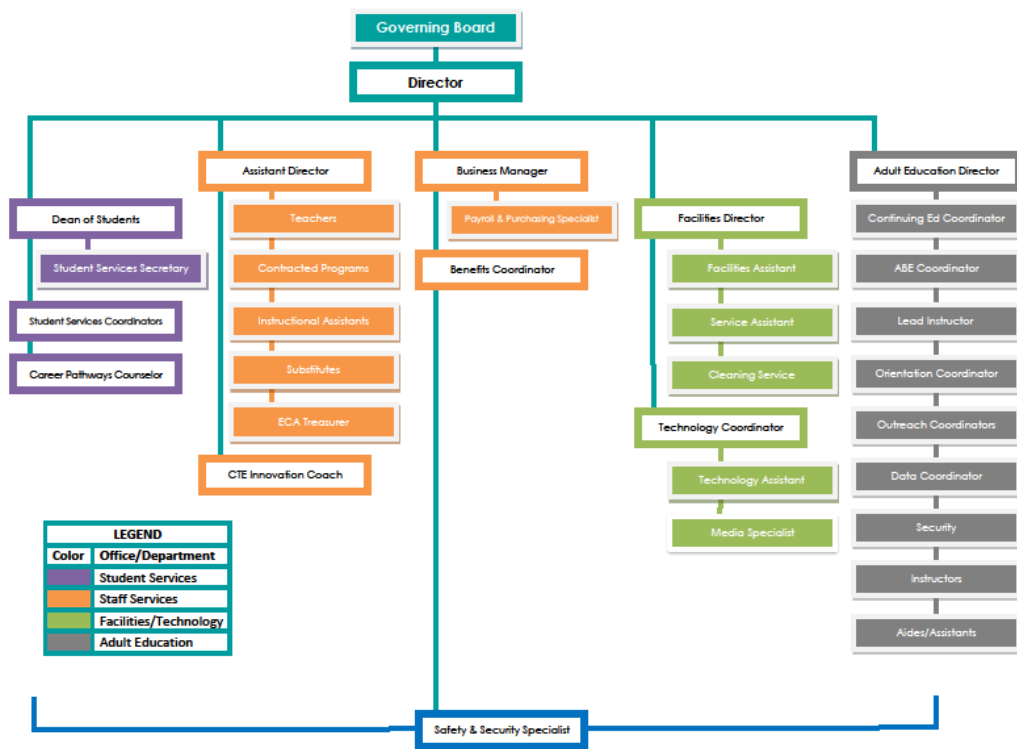 Governing Board
Director
Dean of Students
Student Services Secretary
Student Services Coordinators
Career Pathways Counselor
Assistant Director
Teachers
Contracted Programs
Instructional Assistants
Substitutes
ECA Treasurer
CTE Innovation Coach
Business Manager
Payroll & Purchasing Specialist
Benefits Coordinator
Facilities Director
Facilities Assistant
Service Assistant
Cleaning Service
Technology Coordinator
Technology Assistant
Media Specialist
Adult Education Director
Continuing Ed Coordinator
ABE Coordinator
Lead Instructor
Orientation Coordinator
Outreach Coordinators
Data Coordinator
Security
Instructors
Aides/Assistants
LEGEND
Color Office/Department
Student Services
Staff Services
Facilities/Technology
Adult Education
Safety & Security Specialist